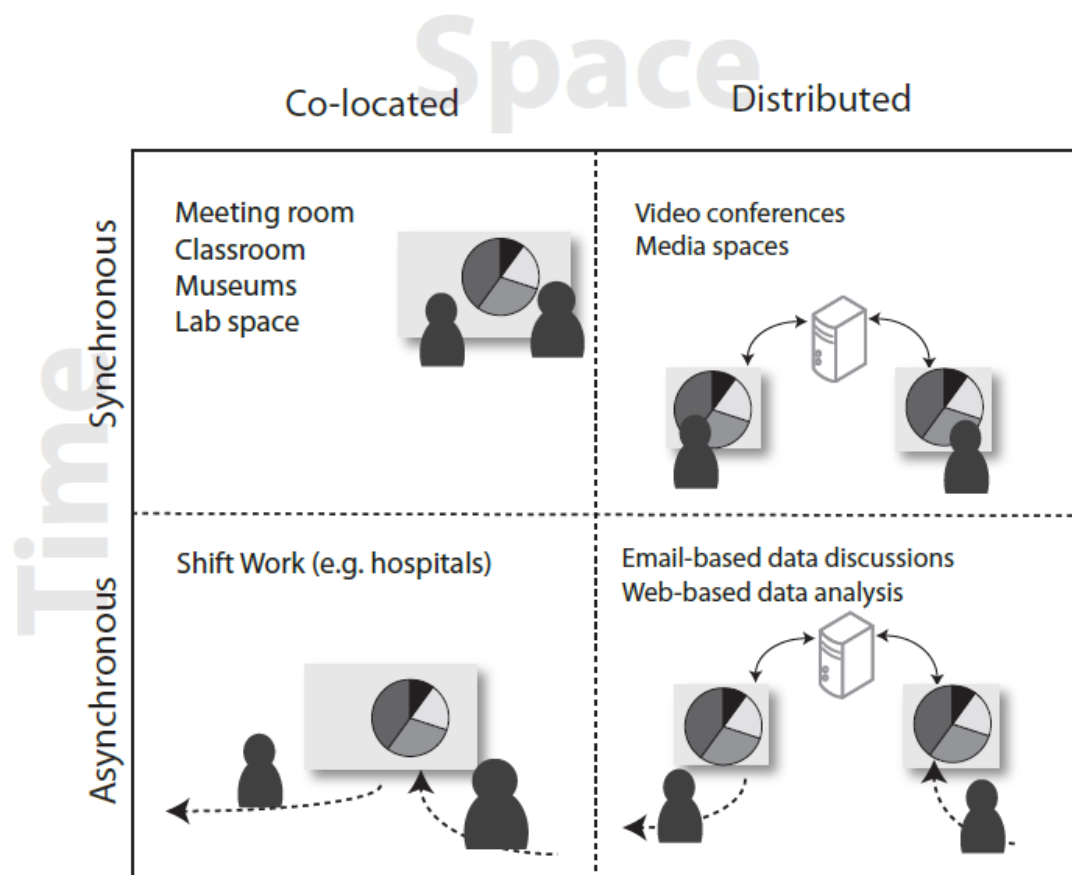 Space
Co-located
Distributed
Time
Synchronous
Meeting room
Classroom
Museums
Lab space
Video conferences
Media spaces
Asynchronous
Shift Work (e.g. hospitals)
Email-based data discussions
Web-based data analysis